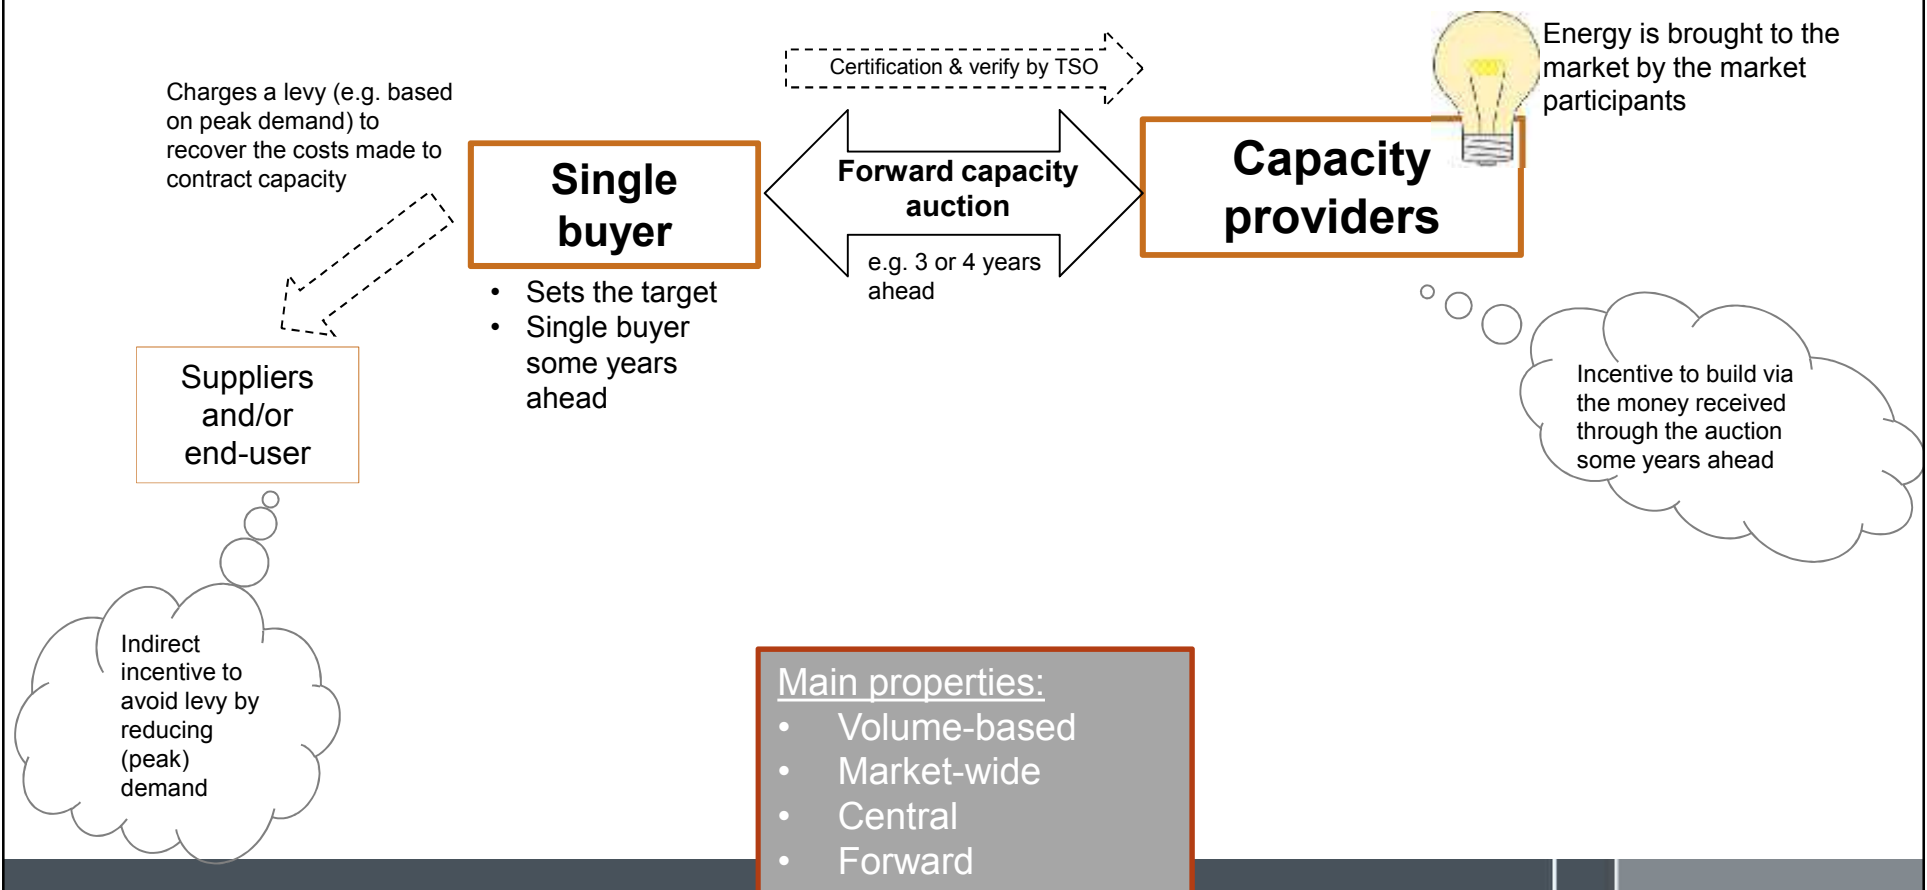 Energy is brought to the
market by the market
participants
Certification & verify by TSO
Charges a levy (e.g. based
on peak demand) to
recover the costs made to
contract capacity
Single
buyer
Forward capacity
auction
e.g. 3 or 4 years
ahead
Capacity
providers
• Sets the target
• Single buyer
some years
ahead
Suppliers
and/or
end-user
Incentive to build via
the money received
through the auction
some years ahead
Indirect
incentive to
avoid levy by
reducing
(peak)
demand
Main properties:
• Volume-based
• Market-wide
• Central
• Forward